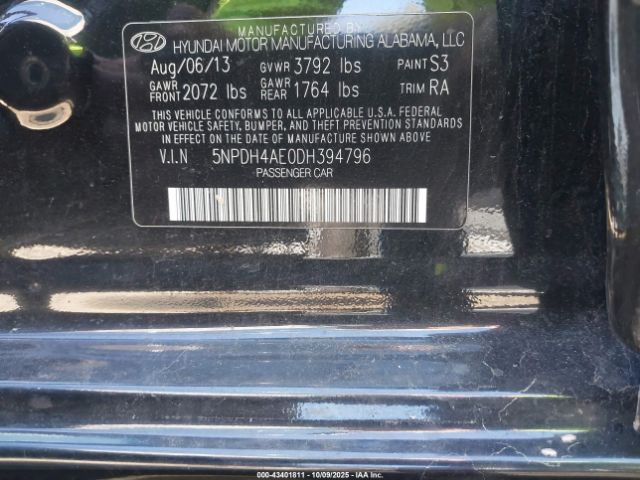 MANUFACTURED BY
HYUNDAI MOTOR MANUFACTURING ALABAMA, LLC
Aug/06/13 GVWR 3792 lbs PAINT S3
GAWR FRONT 2072 lbs GAWR REAR 1764 lbs TRIM RA
THIS VEHICLE CONFORMS TO ALL APPLICABLE U.S.A. FEDERAL
MOTOR VEHICLE SAFETY, BUMPER, AND THEFT PREVENTION STANDARDS
IN EFFECT ON THE DATE OF MANUFACTURE SHOWN ABOVE.
V.I.N 5NPDH4AE0DH394796
PASSENGER CAR
000-43401811 - 10/09/2025 - © IAA, Inc.